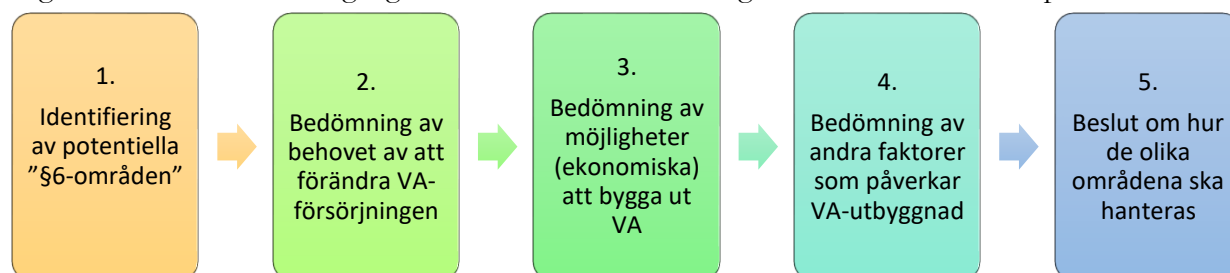 1.
Identifiering
av potentiella
”§6-områden”
2.
Bedömning av
behovet av att
förändra VA-
försörjningen
3.
Bedömning av
möjligheter
(ekonomiska)
att bygga ut
VA
4.
Bedömning av
andra faktorer
som påverkar
VA-utbyggnad
5.
Beslut om hur
de olika
områdena ska
hanteras